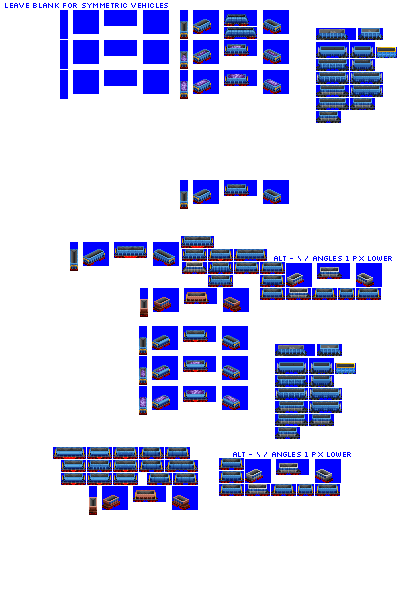 LEAVE BLANK FOR SYMMETRIC VEHICLES
ALT - \ / ANGLES 1 PX LOWER
ALT - \ / ANGLES 1 PX LOWER